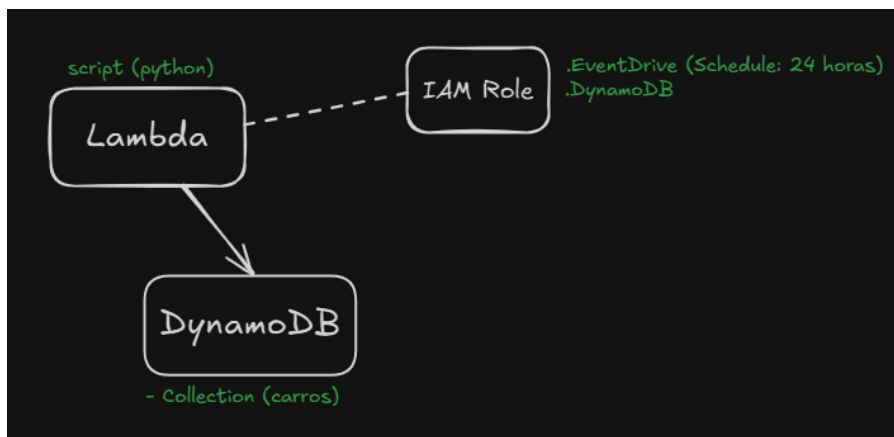 script (python)
Lambda
IAM Role
.EventDrive (Schedule: 24 horas)
.DynamoDB
DynamoDB
- Collection (carros)